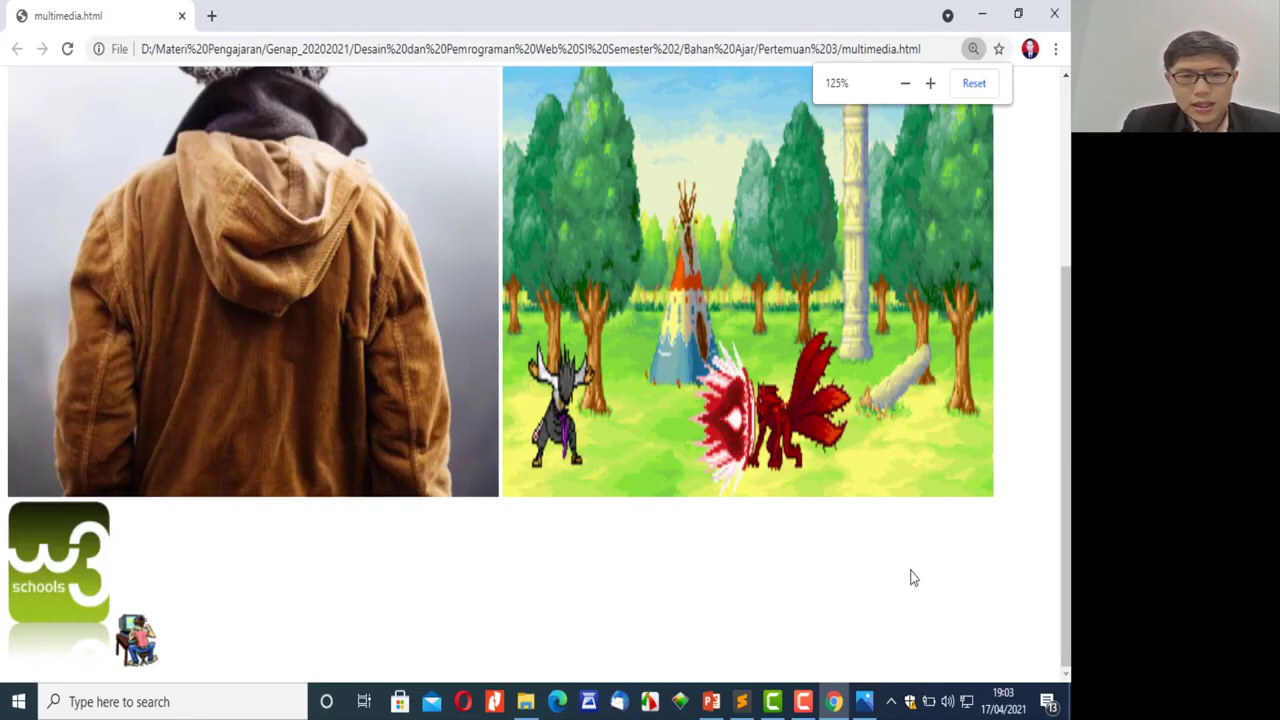 multimedia.html
File
D:/Materi%20Pengajaran/Genap_20202021/Desain%20dan%20Pemrograman%20Web%20SI%20Semester%202/Bahan%20Ajar/Pertemuan%203/multimedia.html
125%
Reset
w3
schools
Type here to search
19:03
17/04/2021
13